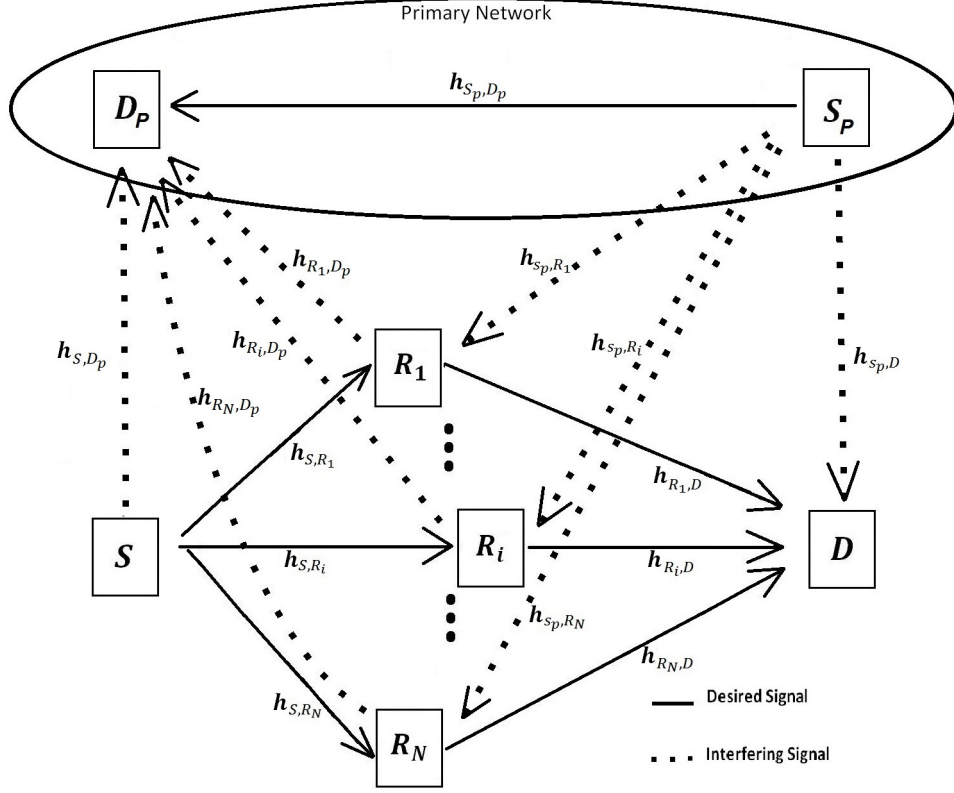 Primary Network
h_{S_p,D_p}
D_P
S_P
h_{R_1,D_p}
h_{s_p,R_1}
h_{S,D_p}
h_{R_i,D_p}
h_{s_p,R_i}
h_{s_p,D}
R_1
h_{R_N,D_p}
h_{S,R_1}
h_{R_1,D}
S
R_i
D
h_{S,R_i}
h_{R_i,D}
h_{s_p,R_N}
h_{R_N,D}
h_{S,R_N}
Desired Signal
R_N
Interfering Signal